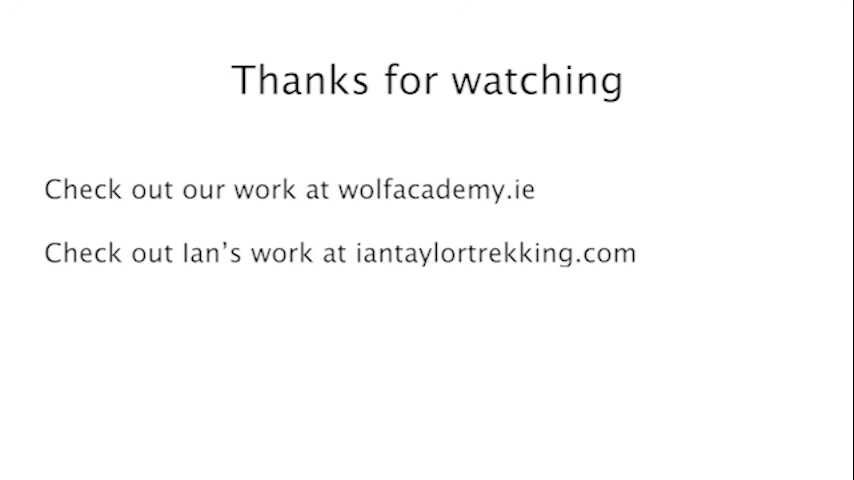 Thanks for watching
Check out our work at wolfacademy.ie
Check out Ian’s work at iantaylortrekking.com